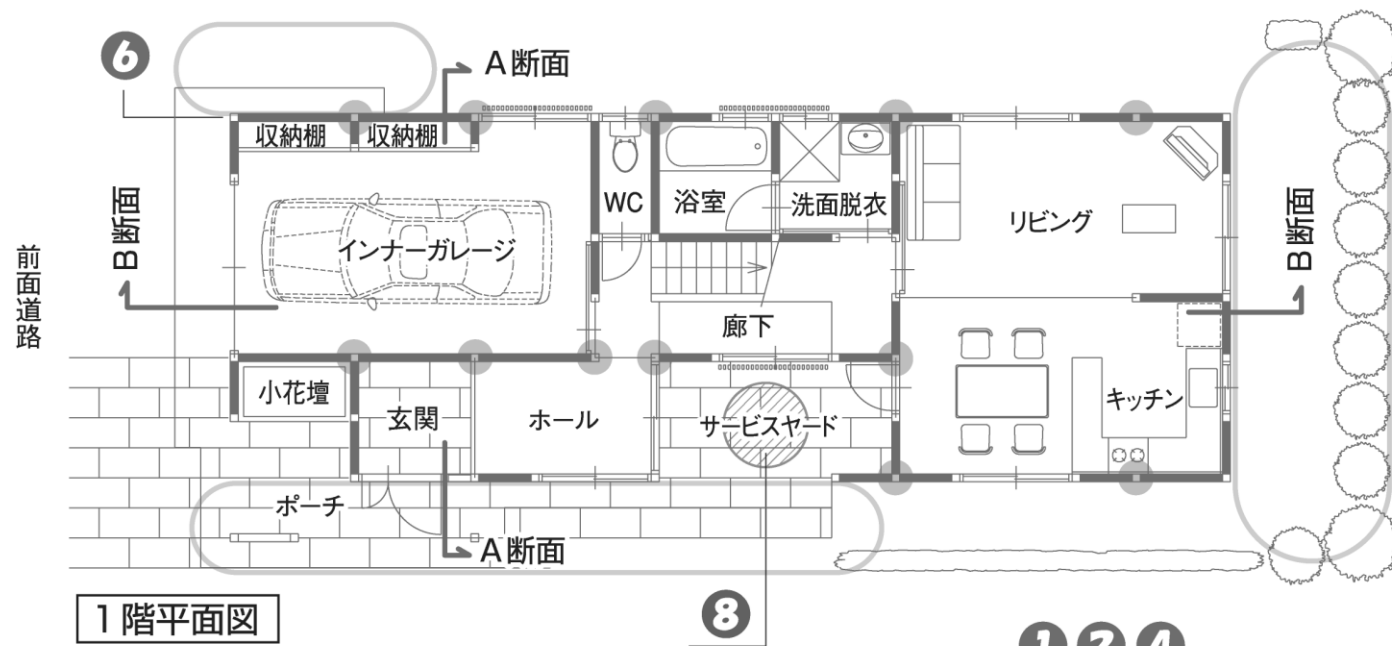 6
A断面
収納棚
収納棚
WC
浴室
洗面脱衣
リビング
B断面
インナーガレージ
B断面
前面道路
廊下
小花壇
玄関
ホール
サービスヤード
キッチン
ポーチ
A断面
1階平面図
8
1 2 4